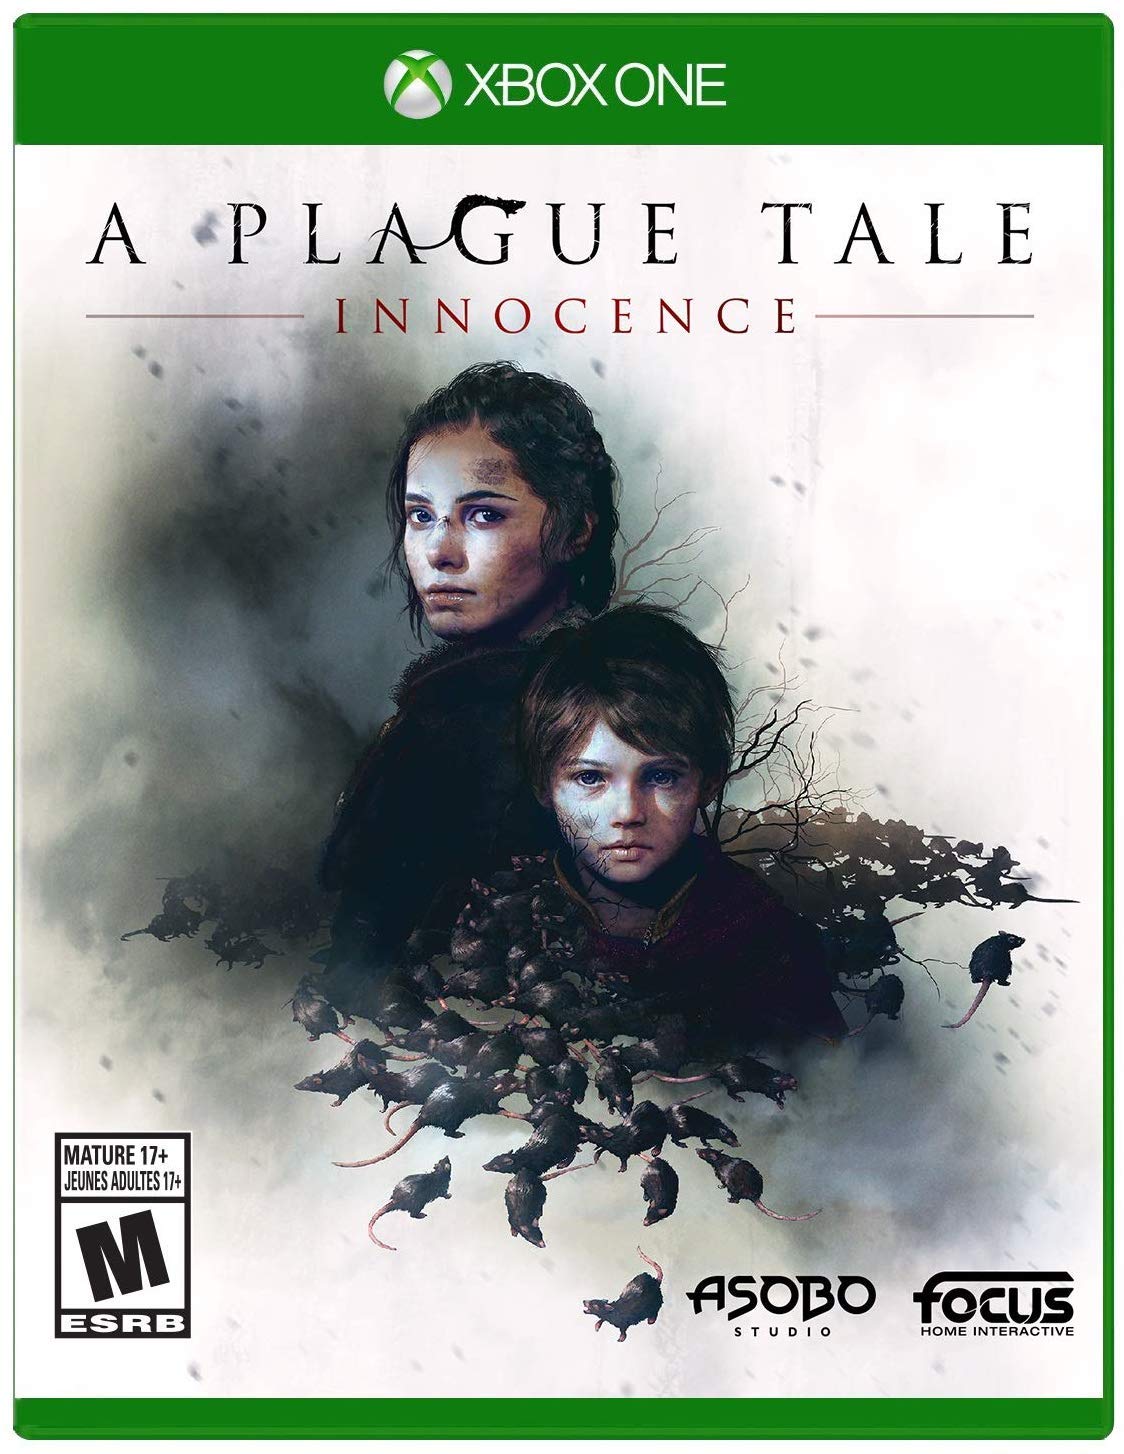 XBOX ONE
A PLAGUE TALE
INNOCENCE
MATURE 17+
JEUNES ADULTES 17+
M
ESRB
ASOBO
STUDIO
focus
HOME INTERACTIVE